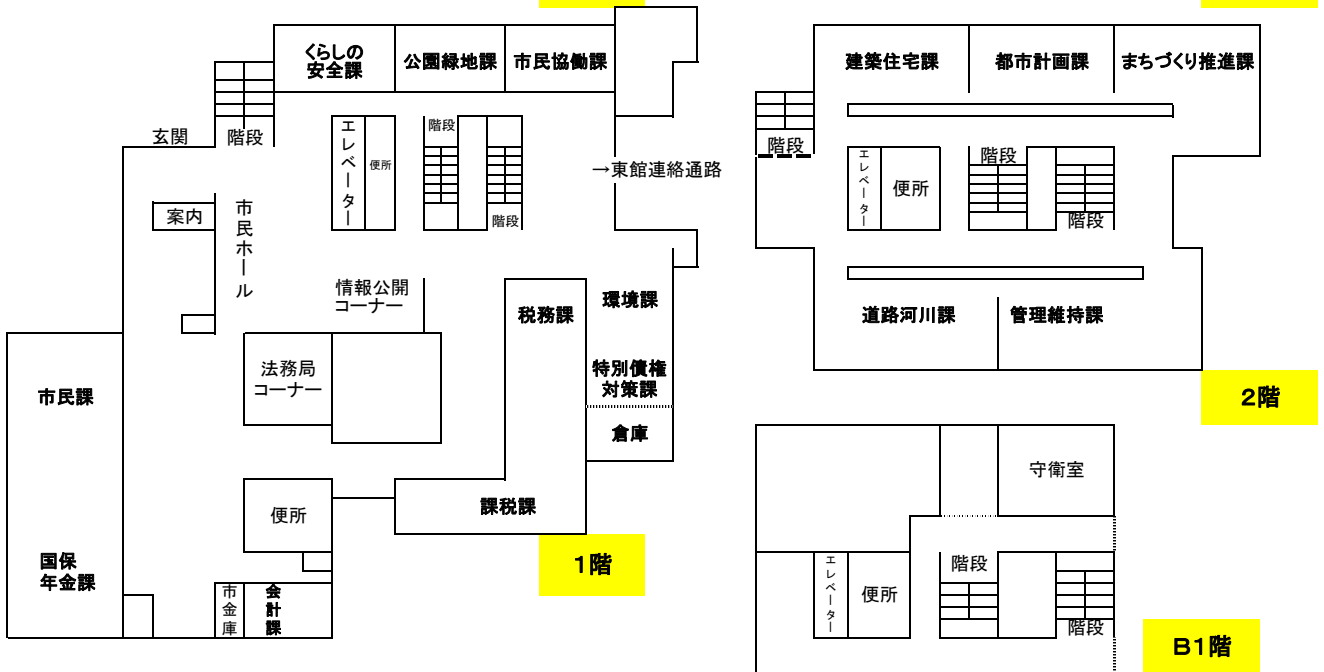 くらしの
安全課
公園緑地課
市民協働課
玄関
階段
エレベーター
便所
階段
階段
→東館連絡通路
案内
市民ホール
情報公開
コーナー
税務課
環境課
法務局
コーナー
特別債権
対策課
市民課
倉庫
便所
課税課
国保
年金課
市金庫
会計課
1階
建築住宅課
都市計画課
まちづくり推進課
階段
エレベーター
便所
階段
階段
道路河川課
管理維持課
2階
守衛室
エレベーター
便所
階段
階段
B1階